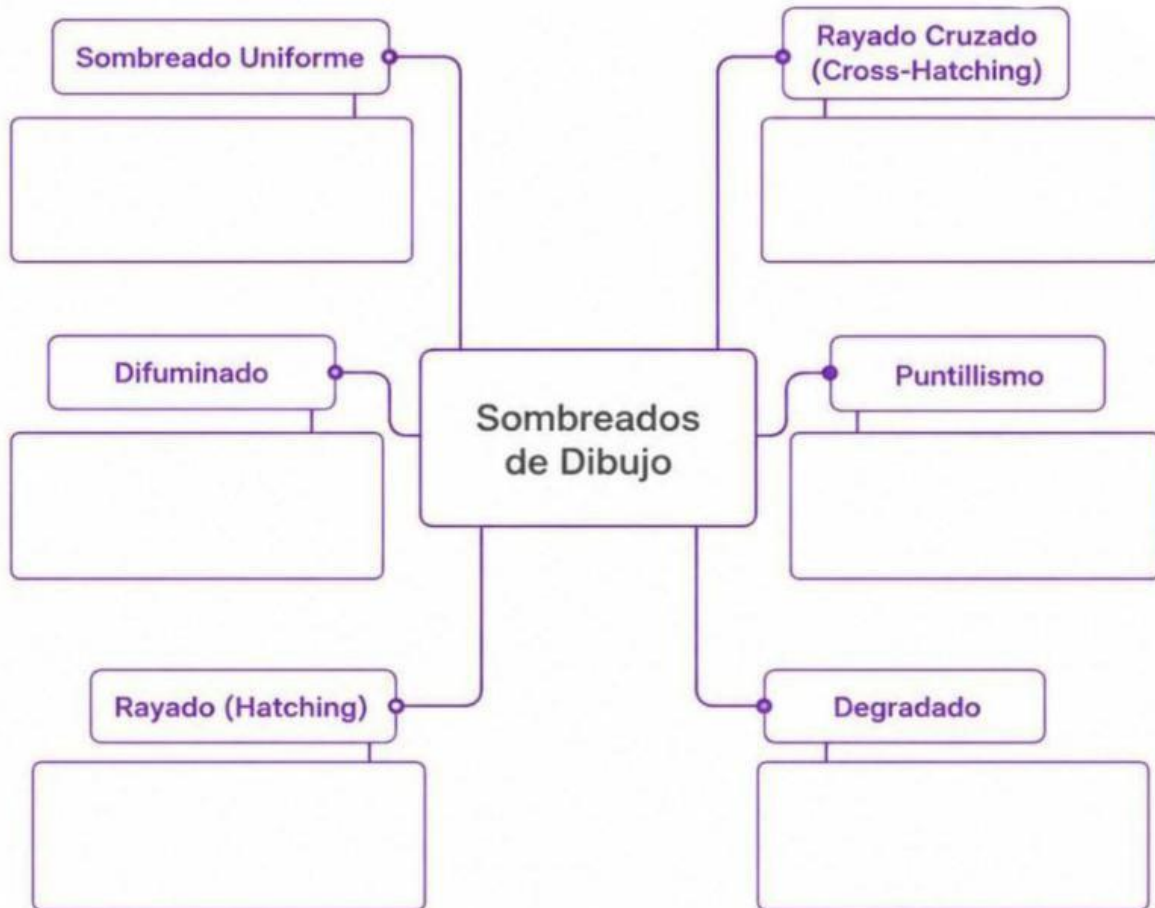 Sombreado Uniforme
Rayado Cruzado
(Cross-Hatching)
Difuminado
Sombreados
de Dibujo
Puntillismo
Rayado (Hatching)
Degradado